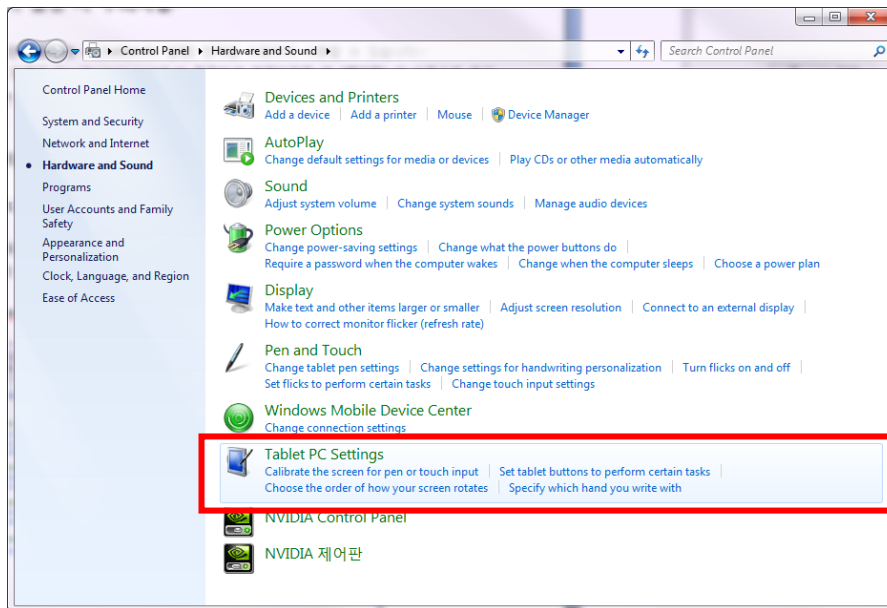 Control Panel Hardware and Sound Search Control Panel
Control Panel Home
System and Security
Network and Internet
Hardware and Sound
Programs
User Accounts and Family
Safety
Appearance and
Personalization
Clock, Language, and Region
Ease of Access
Devices and Printers
Add a device Add a printer Mouse Device Manager
AutoPlay
Change default settings for media or devices Play CDs or other media automatically
Sound
Adjust system volume Change system sounds Manage audio devices
Power Options
Change power-saving settings Change what the power buttons do
Require a password when the computer wakes Change when the computer sleeps Choose a power plan
Display
Make text and other items larger or smaller Adjust screen resolution Connect to an external display
How to correct monitor flicker (refresh rate)
Pen and Touch
Change tablet pen settings Change settings for handwriting personalization Turn flicks on and off
Set flicks to perform certain tasks Change touch input settings
Windows Mobile Device Center
Change connection settings
Tablet PC Settings
Calibrate the screen for pen or touch input Set tablet buttons to perform certain tasks
Choose the order of how your screen rotates Specify which hand you write with
NVIDIA Control Panel
NVIDIA 제어판